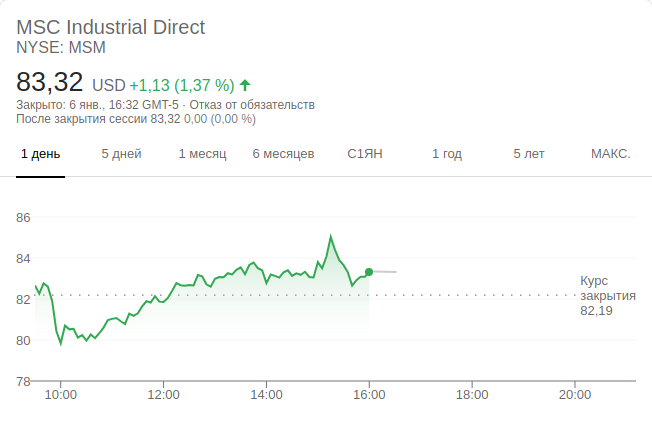 MSC Industrial Direct
NYSE: MSM
83,32 USD +1,13 (1,37 %)
Закрыто: 6 янв., 16:32 GMT-5 · Отказ от обязательств
После закрытия сессии 83,32 0,00 (0,00 %)
1 день 5 дней 1 месяц 6 месяцев С1ЯН 1 год 5 лет МАКС.
86
84
Курс
закрытия
82,19
82
80
78
10:00 12:00 14:00 16:00 18:00 20:00